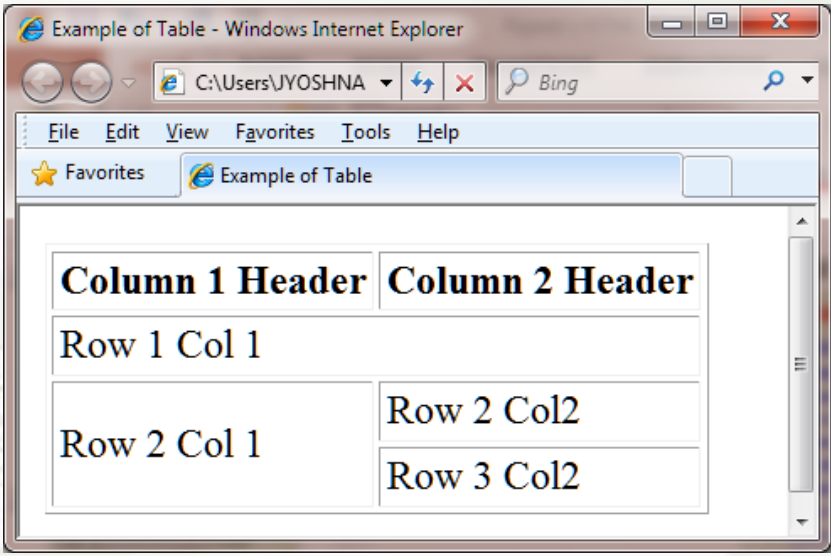 Example of Table - Windows Internet Explorer
C:\Users\JYOSHNA Bing
File Edit View Favorites Tools Help
Favorites Example of Table
Column 1 Header Column 2 Header
Row 1 Col 1
Row 2 Col 1 Row 2 Col2
Row 3 Col2